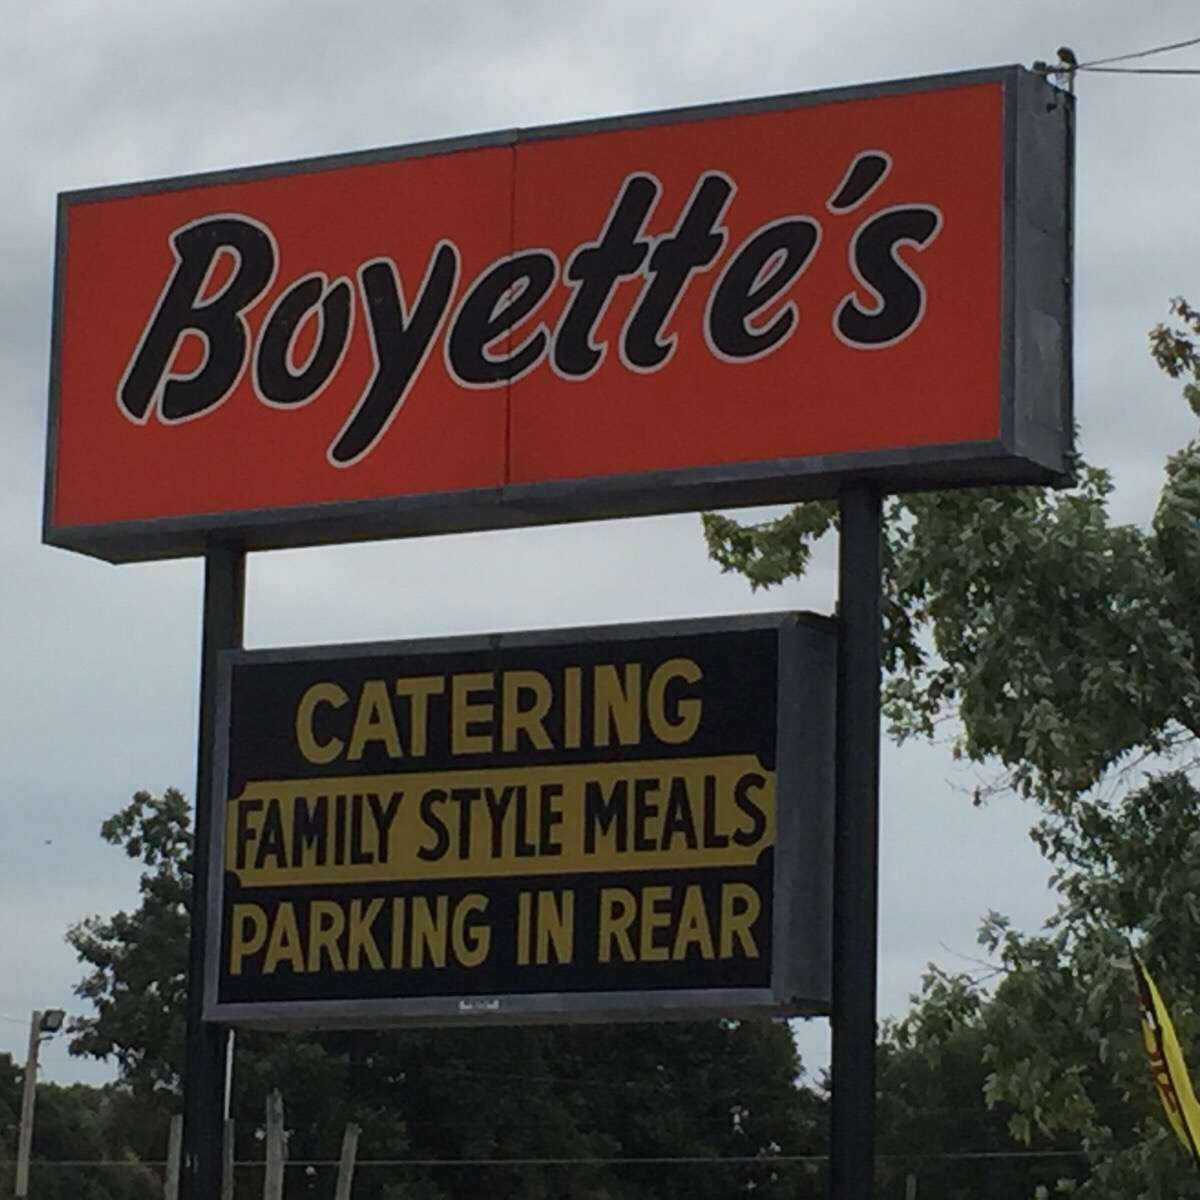 Boyette's
CATERING
FAMILY STYLE MEALS
PARKING IN REAR